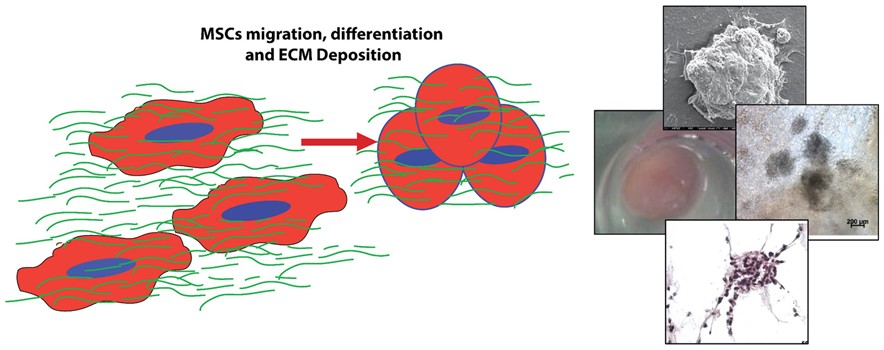 MSCs migration, differentiation
and ECM Deposition
200 µm